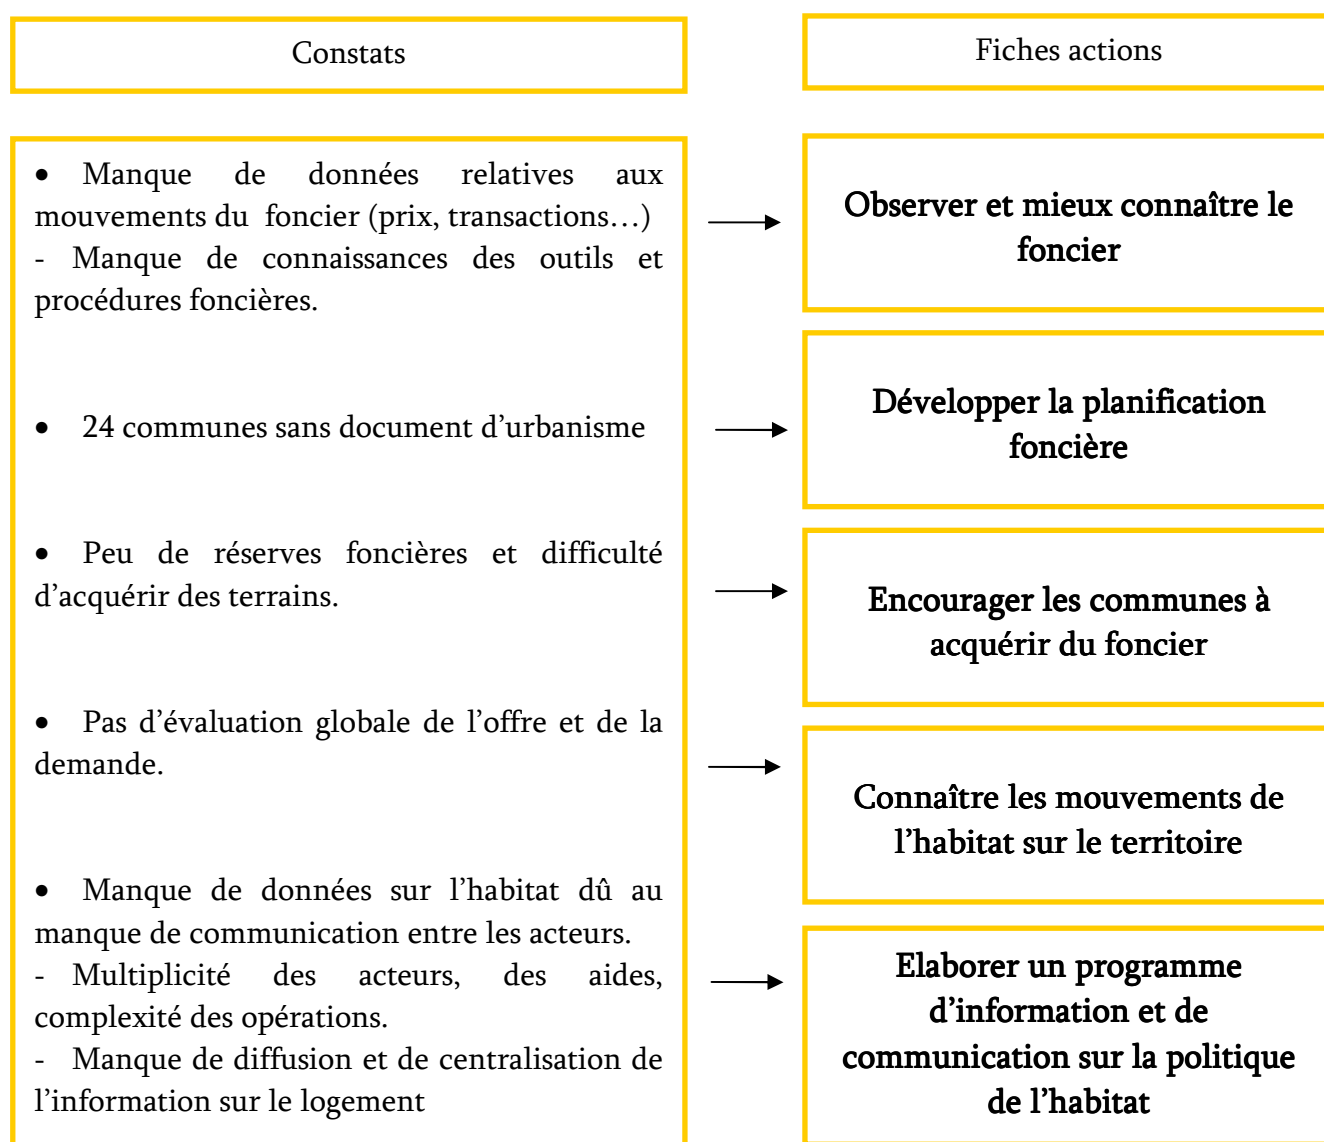 Constats
Fiches actions
• Manque de données relatives aux
mouvements du foncier (prix, transactions…)
- Manque de connaissances des outils et
procédures foncières.
Observer et mieux connaître le
foncier
• 24 communes sans document d’urbanisme
Développer la planification
foncière
• Peu de réserves foncières et difficulté
d’acquérir des terrains.
Encourager les communes à
acquérir du foncier
• Pas d’évaluation globale de l’offre et de la
demande.
Connaître les mouvements de
l’habitat sur le territoire
• Manque de données sur l’habitat dû au
manque de communication entre les acteurs.
- Multiplicité des acteurs, des aides,
complexité des opérations.
- Manque de diffusion et de centralisation de
l’information sur le logement
Elaborer un programme
d’information et de
communication sur la politique
de l’habitat